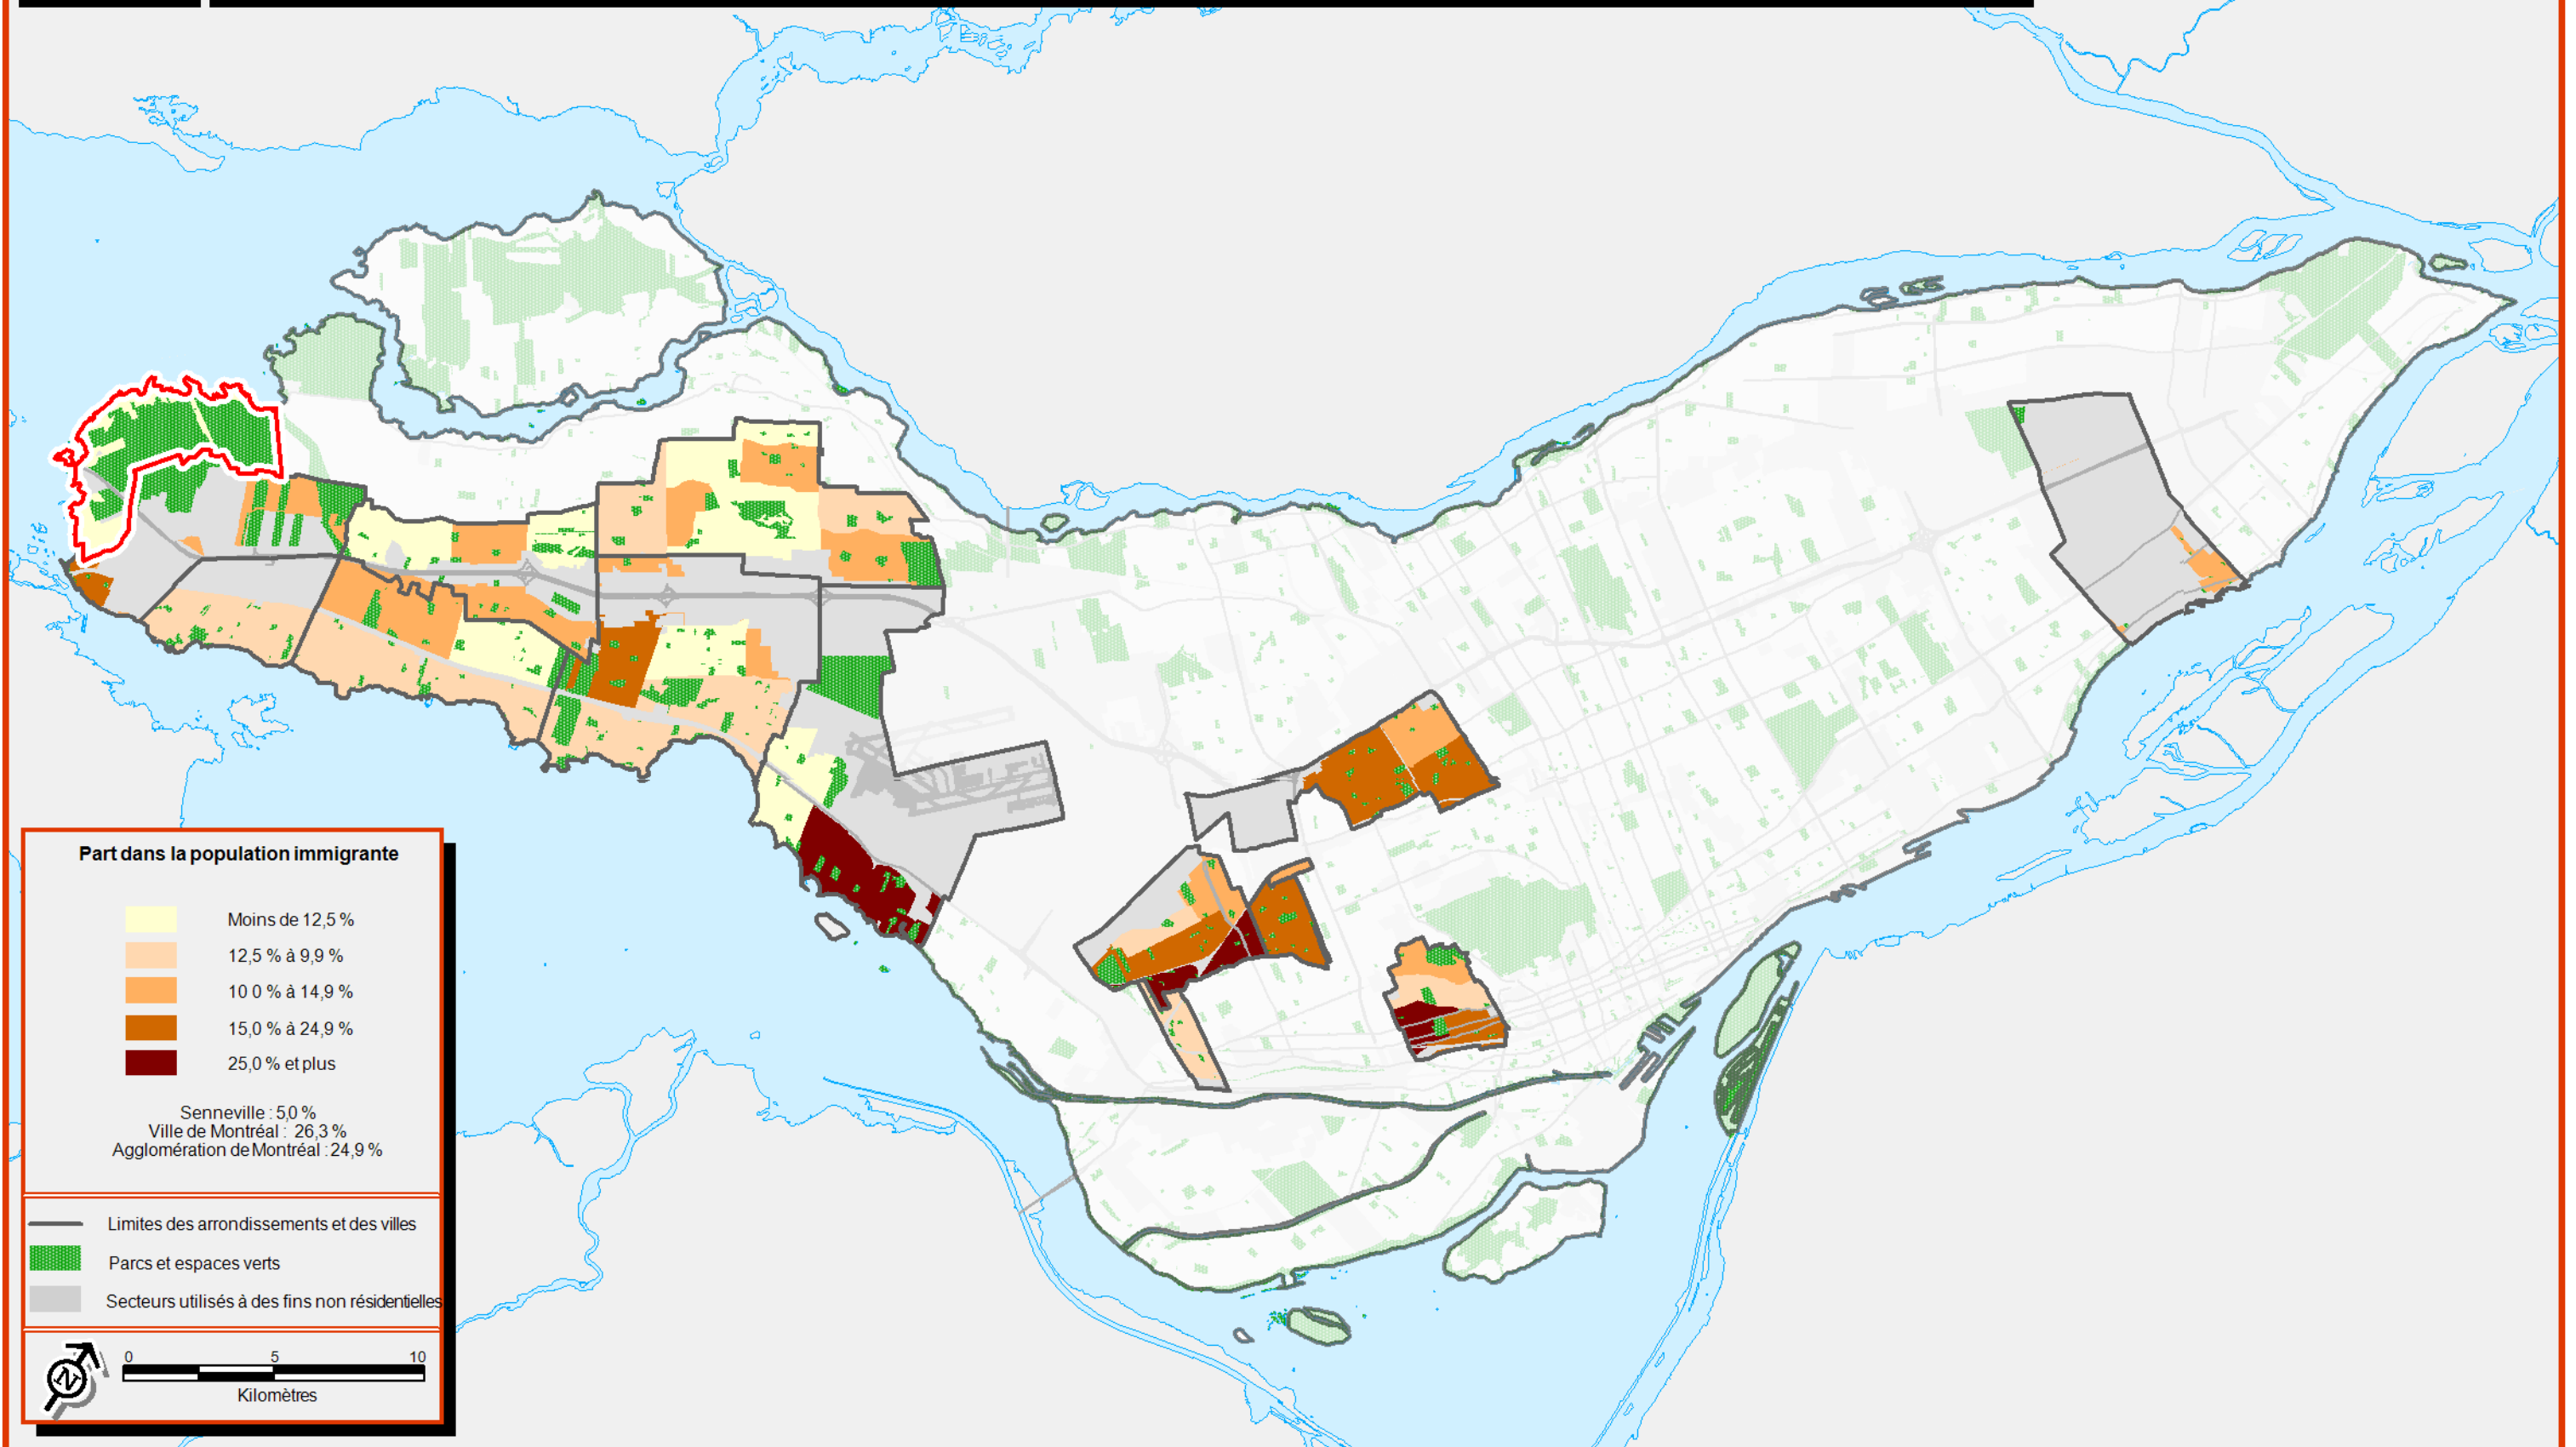 Part dans la population immigrante
Moins de 12,5 %
12,5 % à 9,9 %
10 0 % à 14,9 %
15,0 % à 24,9 %
25,0 % et plus
Senneville : 5,0 %
Ville de Montréal : 26,3 %
Agglomération de Montréal : 24,9 %
Limites des arrondissements et des villes
Parcs et espaces verts
Secteurs utilisés à des fins non résidentielles
N
0 5 10
Kilomètres